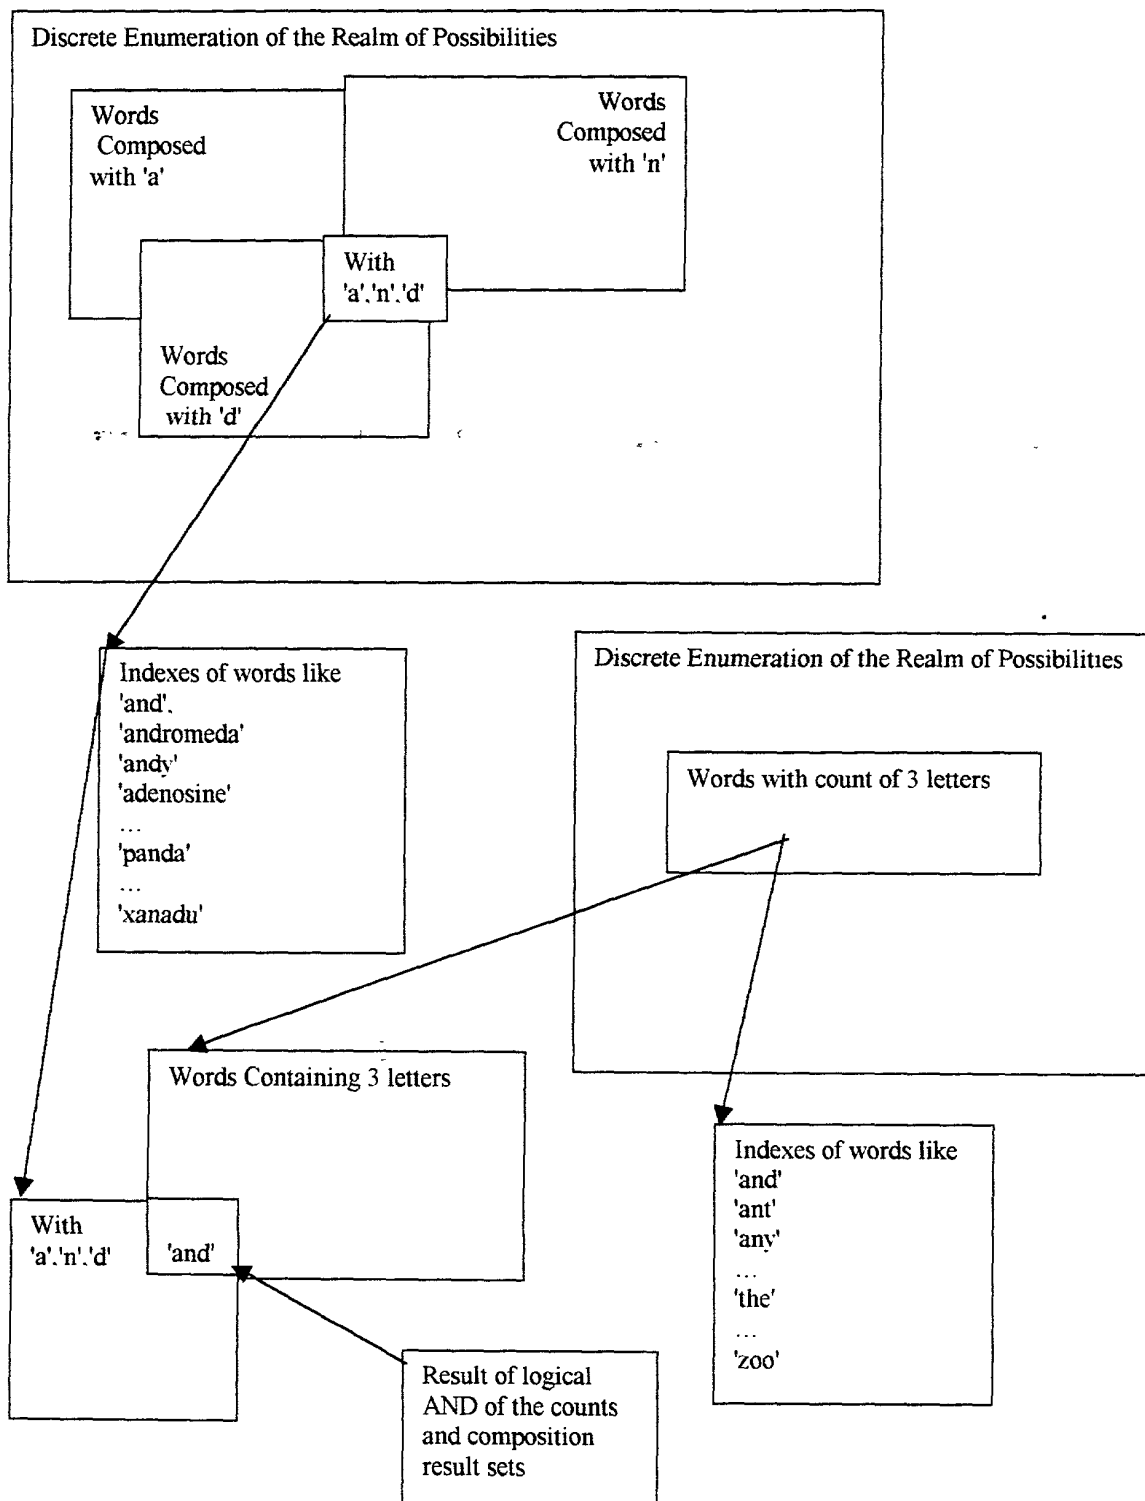 Discrete Enumeration of the Realm of Possibilities
Words
Composed
with 'a'
Words
Composed
with 'n'
With
'a','n','d'
Words
Composed
with 'd'
Indexes of words like
'and',
'andromeda'
'andy'
'adenosine'
...
'panda'
...
'xanadu'
Discrete Enumeration of the Realm of Possibilities
Words with count of 3 letters
Words Containing 3 letters
With
'a','n','d'
'and'
Indexes of words like
'and'
'ant'
'any'
...
'the'
...
'zoo'
Result of logical
AND of the counts
and composition
result sets